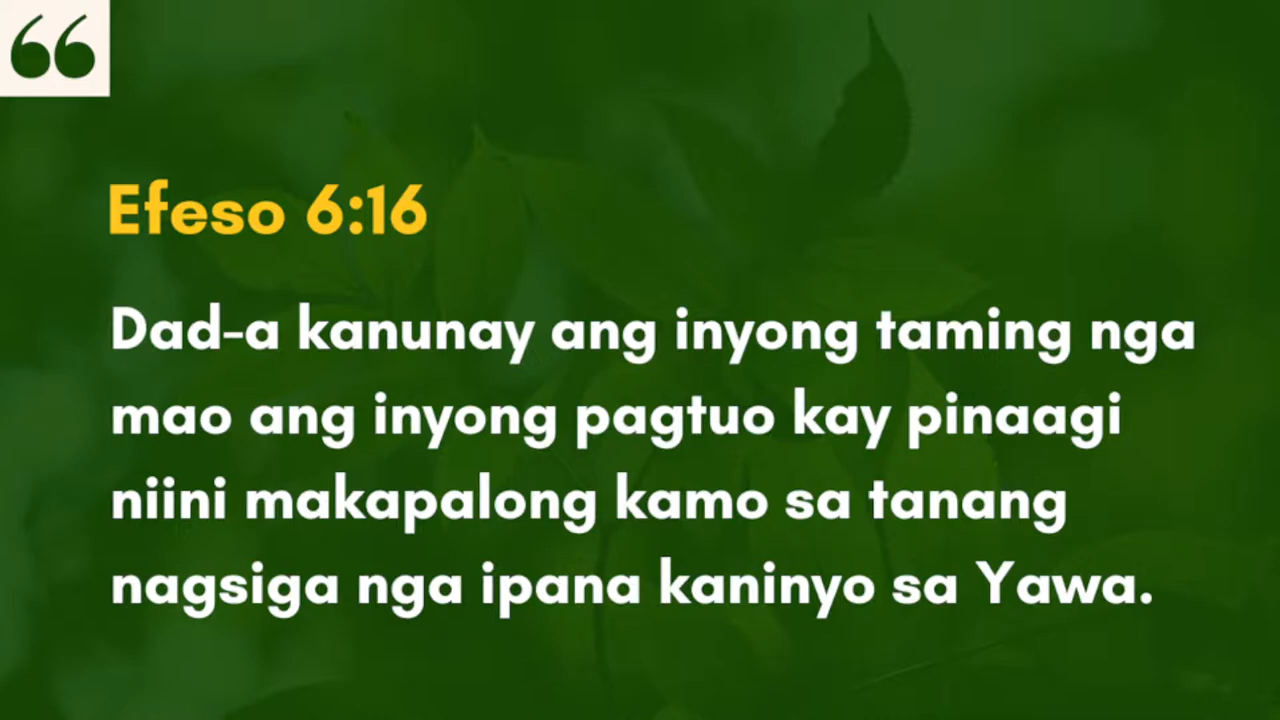 “
Efeso 6:16
Dad-a kanunay ang inyong taming nga
mao ang inyong pagtuo kay pinaagi
niini makapalong kamo sa tanang
nagsiga nga ipana kaninyo sa Yawa.